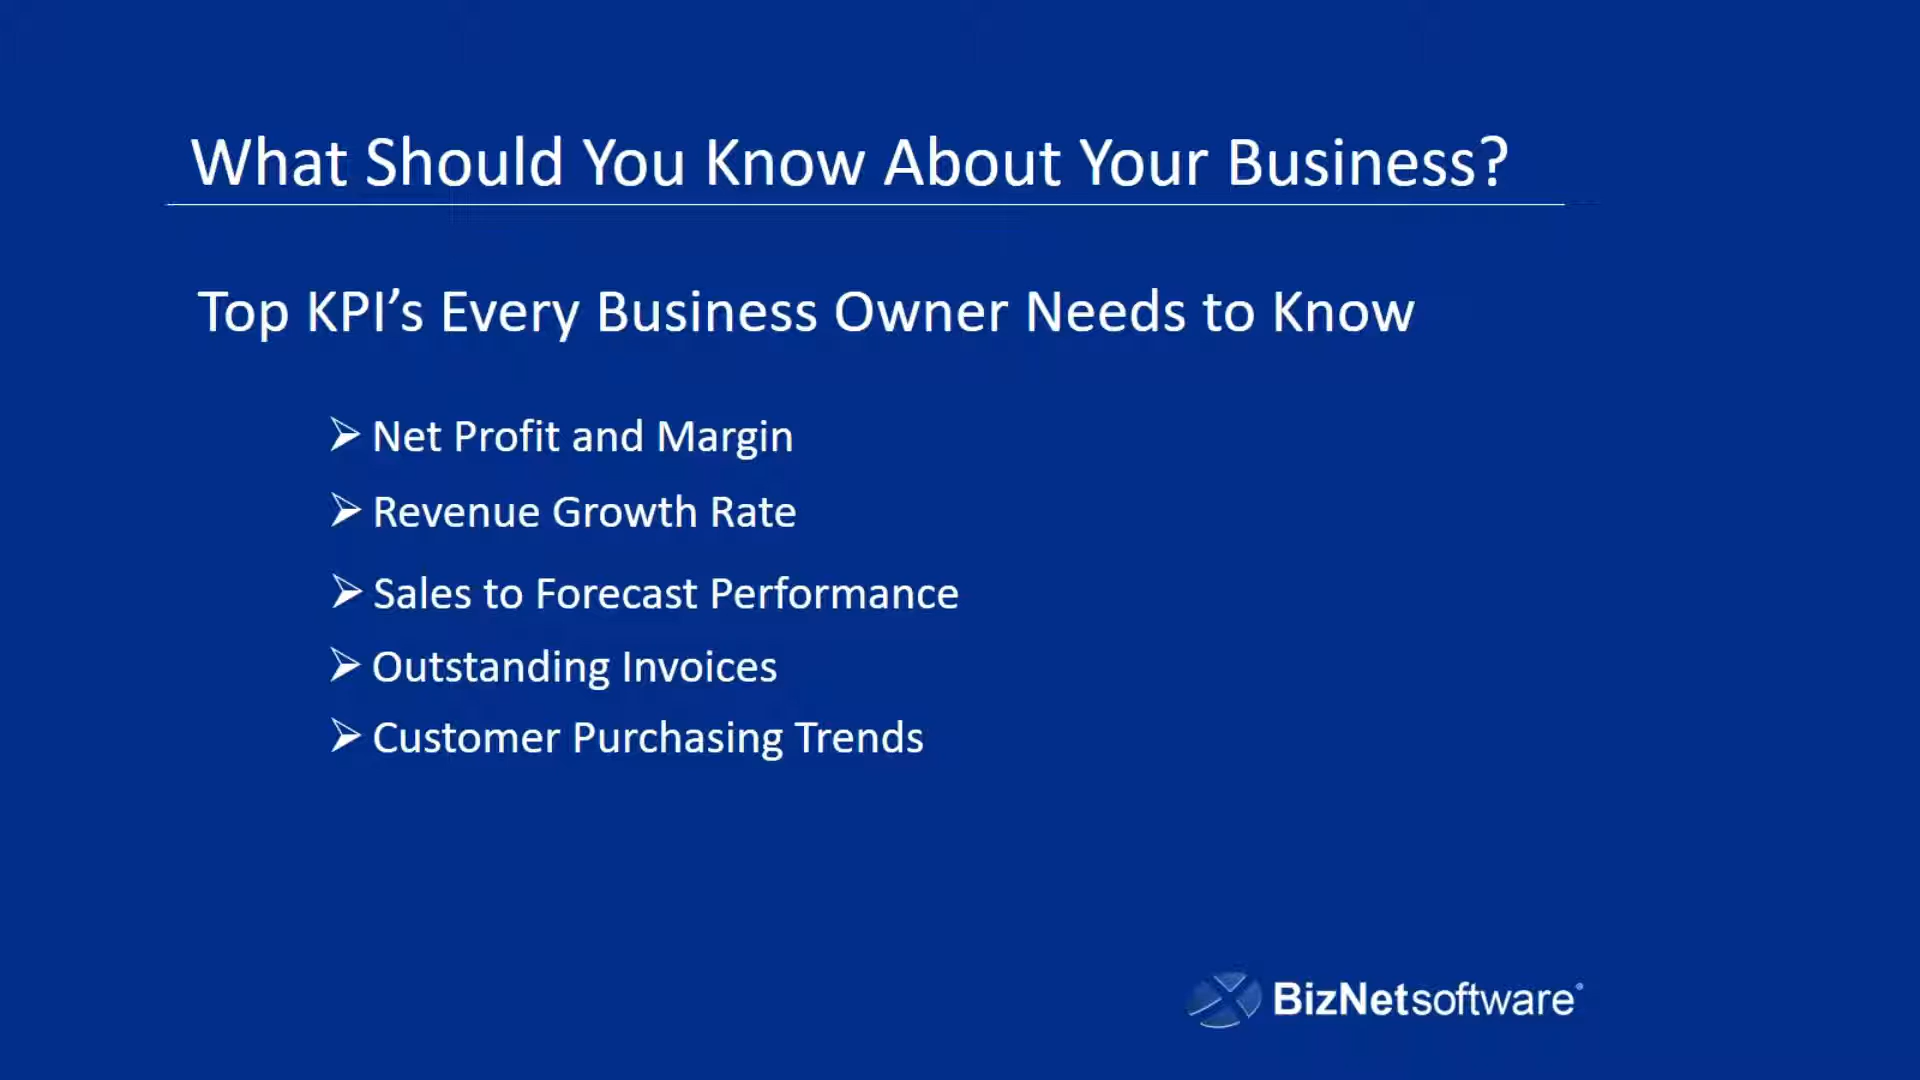 What Should You Know About Your Business?
Top KPI’s Every Business Owner Needs to Know
➢ Net Profit and Margin
➢ Revenue Growth Rate
➢ Sales to Forecast Performance
➢ Outstanding Invoices
➢ Customer Purchasing Trends
BizNetsoftware